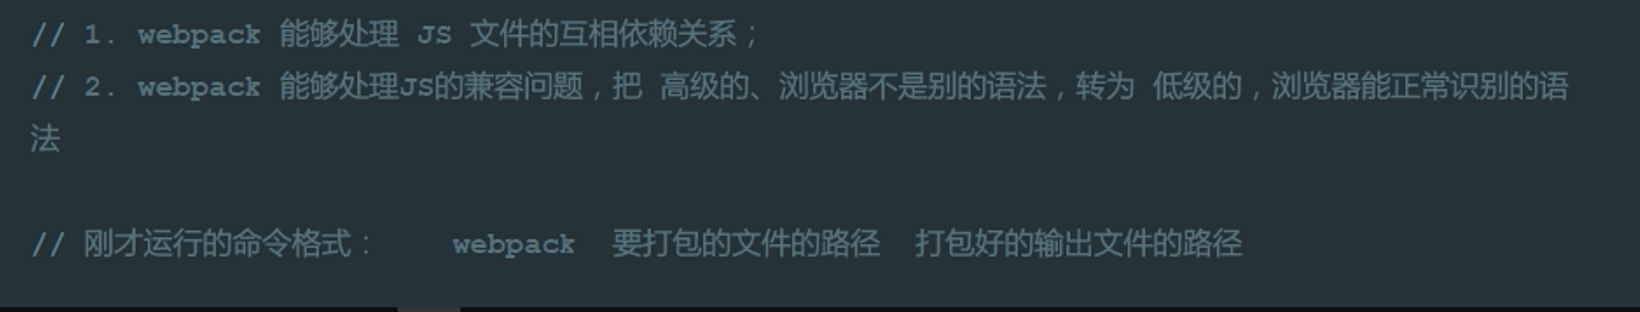 // 1. webpack 能够处理 JS 文件的互相依赖关系；
// 2. webpack 能够处理JS的兼容问题，把 高级的、浏览器不是别的语法，转为 低级的，浏览器能正常识别的语
法
// 刚才运行的命令格式：    webpack  要打包的文件的路径  打包好的输出文件的路径